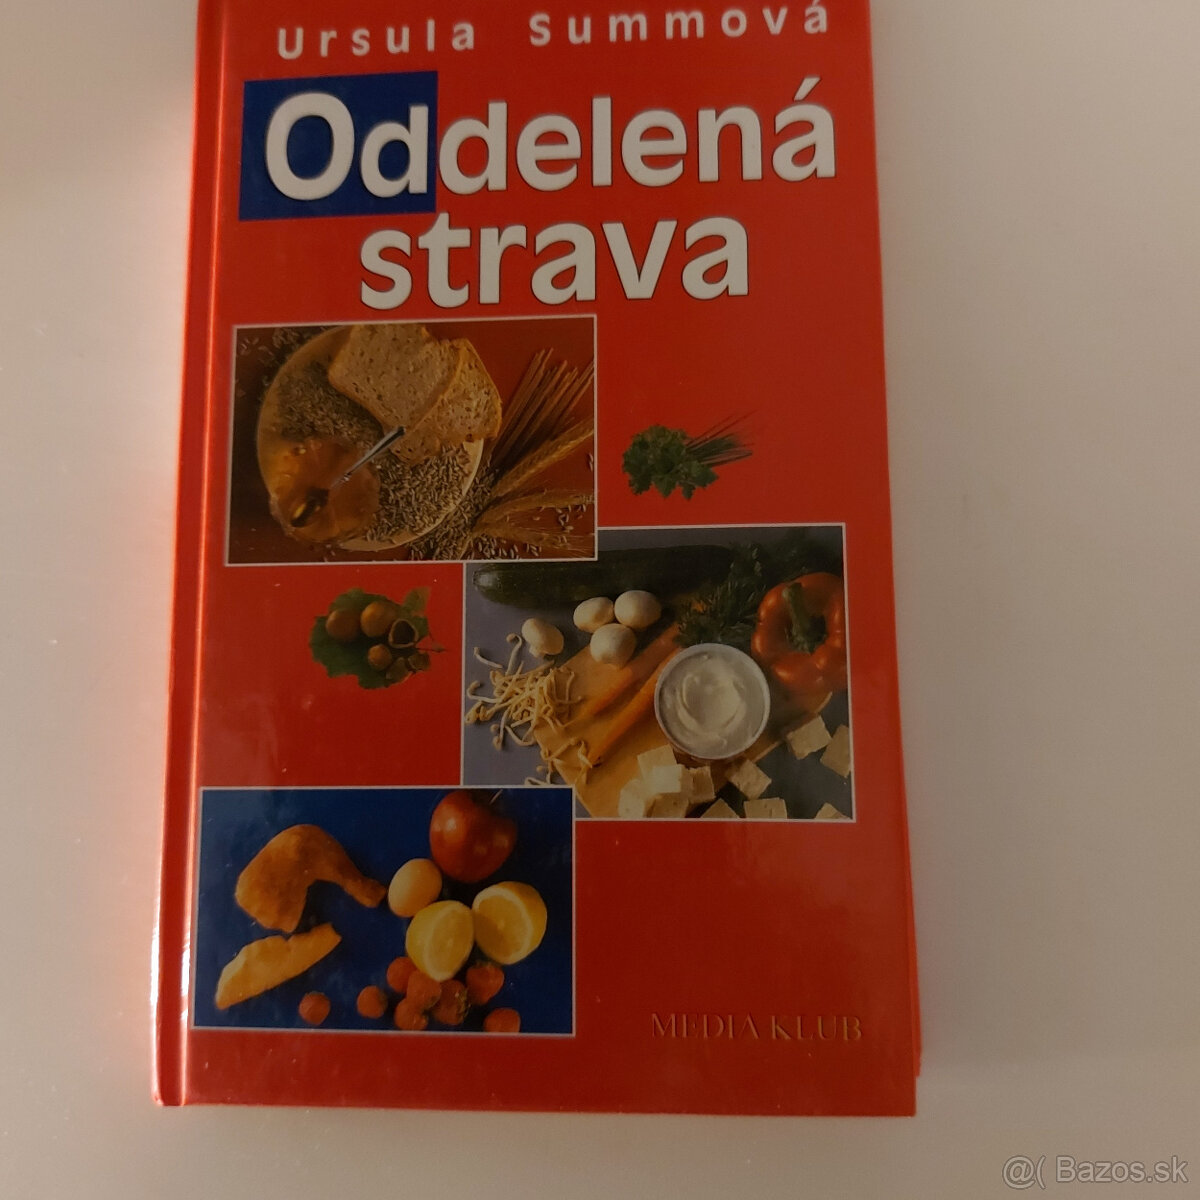 Ursula Summová
Oddelená
strava
MEDIA KLUB
@( Bazos.sk